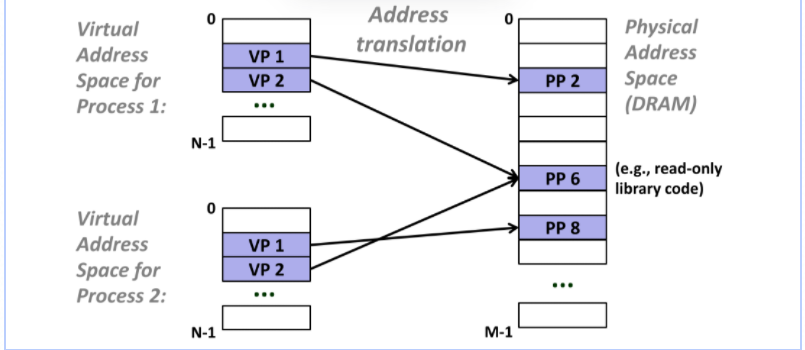 Address
translation
Virtual
Address
Space for
Process 1:
0
VP 1
VP 2
...
N-1
0
PP 2
PP 6
PP 8
...
M-1
Physical
Address
Space
(DRAM)
(e.g., read-only
library code)
Virtual
Address
Space for
Process 2:
0
VP 1
VP 2
...
N-1